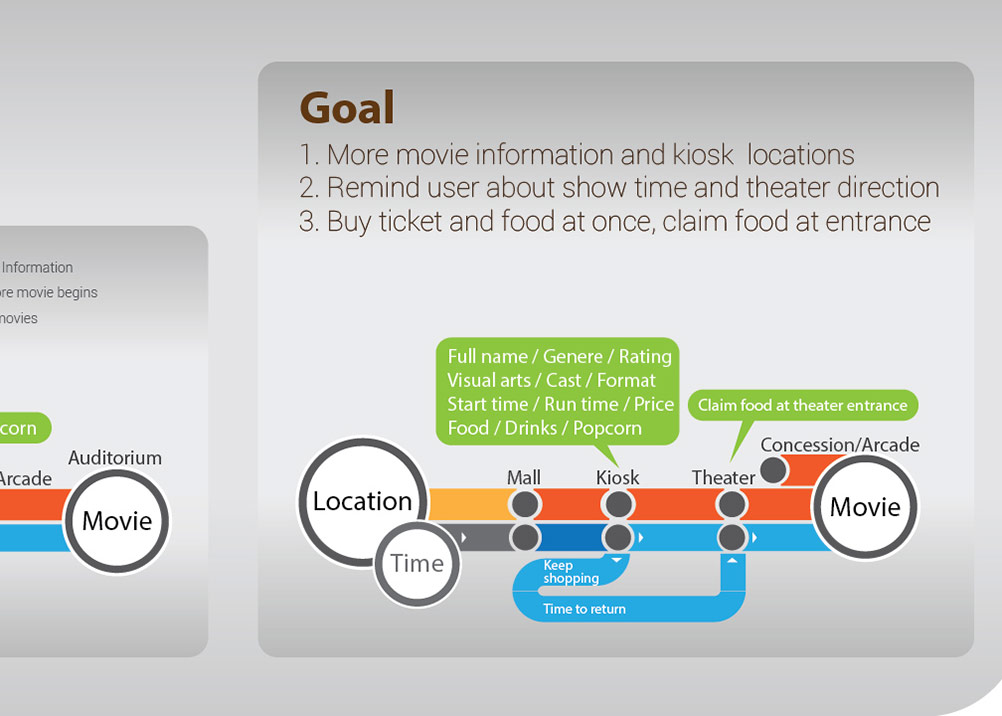 Goal
1. More movie information and kiosk locations
2. Remind user about show time and theater direction
3. Buy ticket and food at once, claim food at entrance
Information
movie begins
Auditorium
Arcade
Movie
Full name / Genere / Rating
Visual arts / Cast / Format
Start time / Run time / Price
Food / Drinks / Popcorn
Claim food at theater entrance
Concession/Arcade
Mall
Kiosk
Theater
Location
Movie
Time
Keep
shopping
Time to return